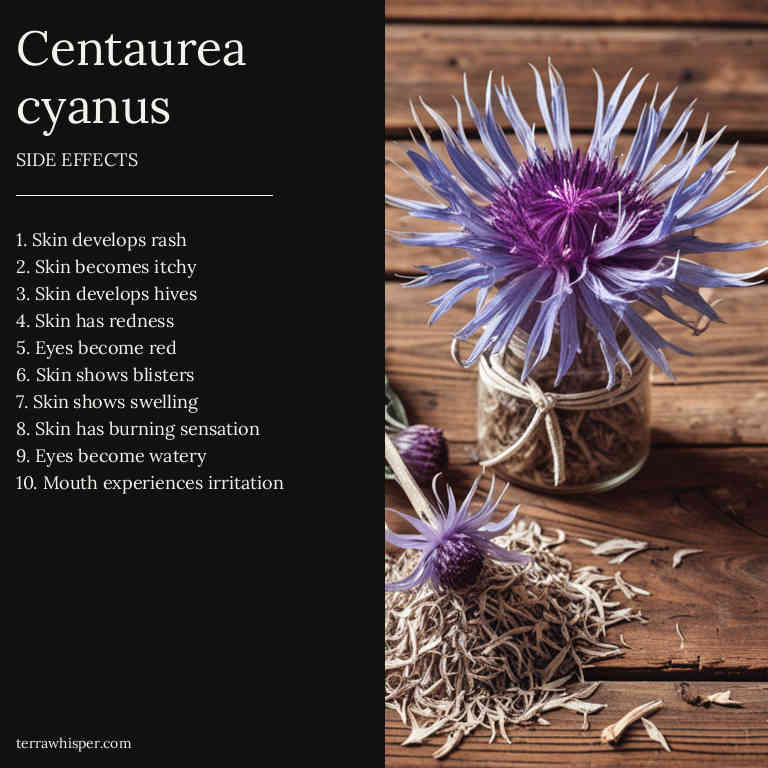 Centaurea
cyanus
SIDE EFFECTS
1. Skin develops rash
2. Skin becomes itchy
3. Skin develops hives
4. Skin has redness
5. Eyes become red
6. Skin shows blisters
7. Skin shows swelling
8. Skin has burning sensation
9. Eyes become watery
10. Mouth experiences irritation
terrawhisper.com